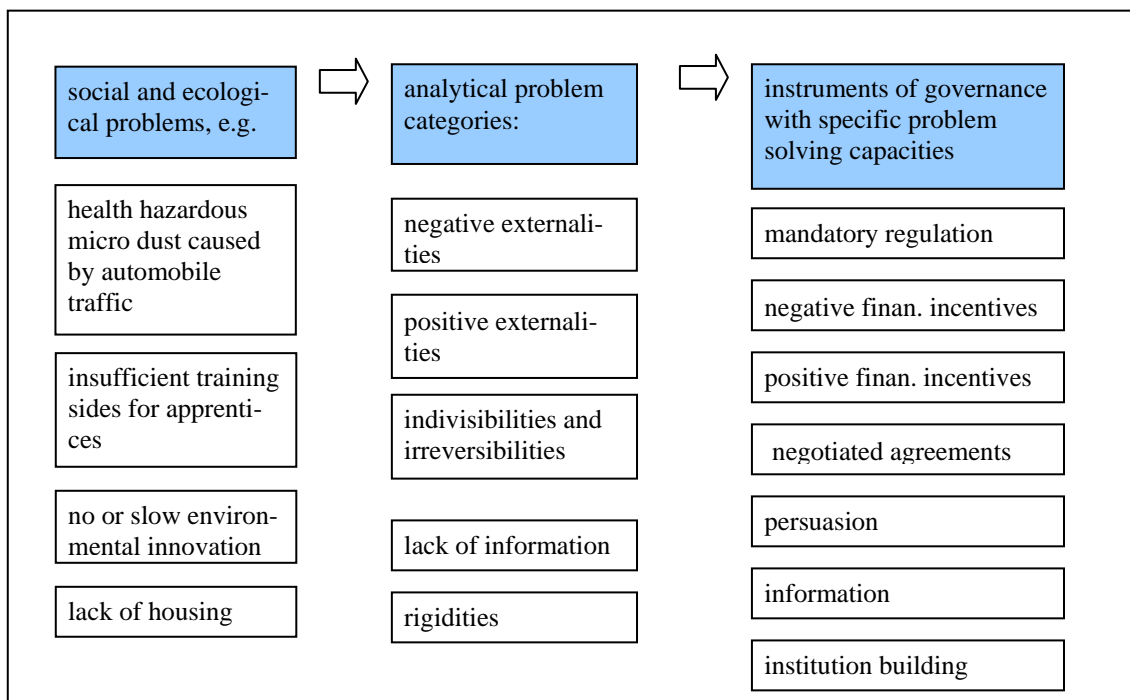 social and ecologi-
cal problems, e.g.
health hazardous
micro dust caused
by automobile
traffic
insufficient training
sides for apprenti-
ces
no or slow environ-
mental innovation
lack of housing
analytical problem
categories:
negative externali-
ties
positive externali-
ties
indivisibilities and
irreversibilities
lack of information
rigidities
instruments of governance
with specific problem
solving capacities
mandatory regulation
negative finan. incentives
positive finan. incentives
negotiated agreements
persuasion
information
institution building